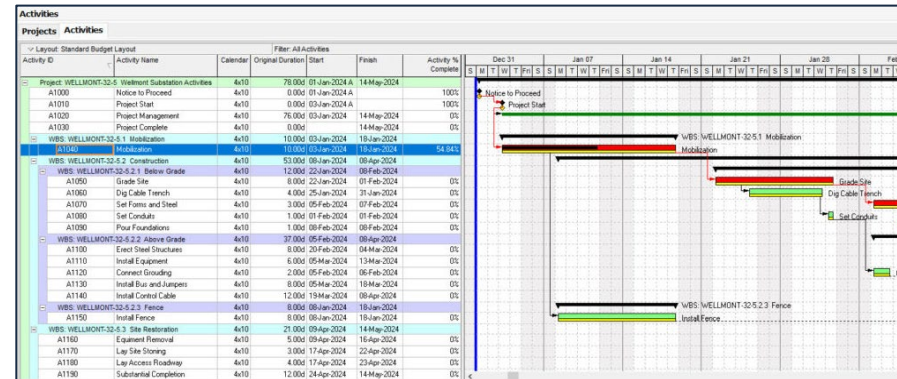 Activities
Projects Activities
Layout: Standard Budget Layout Filter: All Activities
Activity ID Activity Name Calendar Original Duration Start Finish Activity % Complete
Dec 31 Jan 07 Jan 14 Jan 21 Jan 28 Feb
S M T W T Fri S S M T W T Fri S S M T W T Fri S S M T W T Fri S S M T W T Fri S S M T
Project: WELLMONT-32-5 Wellmont Substation Activities 4x10 78.00d 01-Jan-2024 A 14-May-2024
A1000 Notice to Proceed 4x10 0.00d 01-Jan-2024 A 100% Notice to Proceed
A1010 Project Start 4x10 0.00d 03-Jan-2024 A 100% Project Start
A1020 Project Management 4x10 76.00d 03-Jan-2024 14-May-2024 0%
A1030 Project Complete 4x10 0.00d 14-May-2024 0%
WBS: WELLMONT-32-5.1 Mobilization 4x10 10.00d 03-Jan-2024 18-Jan-2024 WBS: WELLMONT-32-5.1 Mobilization
A1040 Mobilization 4x10 10.00d 03-Jan-2024 18-Jan-2024 54.84% Mobilization
WBS: WELLMONT-32-5.2 Construction 4x10 53.00d 08-Jan-2024 08-Apr-2024
WBS: WELLMONT-32-5.2.1 Below Grade 4x10 12.00d 22-Jan-2024 08-Feb-2024
A1050 Grade Site 4x10 8.00d 22-Jan-2024 01-Feb-2024 0% Grade Site
A1060 Dig Cable Trench 4x10 4.00d 25-Jan-2024 31-Jan-2024 0% Dig Cable Trench
A1070 Set Forms and Steel 4x10 3.00d 05-Feb-2024 07-Feb-2024 0%
A1080 Set Conduits 4x10 1.00d 01-Feb-2024 01-Feb-2024 0% Set Conduits
A1090 Pour Foundations 4x10 1.00d 08-Feb-2024 08-Feb-2024 0%
WBS: WELLMONT-32-5.2.2 Above Grade 4x10 37.00d 05-Feb-2024 08-Apr-2024
A1100 Erect Steel Structures 4x10 8.00d 20-Feb-2024 04-Mar-2024 0%
A1110 Install Equipment 4x10 6.00d 05-Mar-2024 13-Mar-2024 0%
A1120 Connect Grouding 4x10 2.00d 05-Feb-2024 06-Feb-2024 0%
A1130 Install Bus and Jumpers 4x10 8.00d 05-Mar-2024 18-Mar-2024 0%
A1140 Install Control Cable 4x10 12.00d 19-Mar-2024 08-Apr-2024 0%
WBS: WELLMONT-32-5.2.3 Fence 4x10 8.00d 08-Jan-2024 18-Jan-2024 WBS: WELLMONT-32-5.2.3 Fence
A1150 Install Fence 4x10 8.00d 08-Jan-2024 18-Jan-2024 0% Install Fence
WBS: WELLMONT-32-5.3 Site Restoration 4x10 21.00d 09-Apr-2024 14-May-2024
A1160 Equiment Removal 4x10 5.00d 09-Apr-2024 16-Apr-2024 0%
A1170 Lay Site Stoning 4x10 3.00d 17-Apr-2024 22-Apr-2024 0%
A1180 Lay Access Roadway 4x10 4.00d 17-Apr-2024 23-Apr-2024 0%
A1190 Substantial Completion 4x10 12.00d 24-Apr-2024 14-May-2024 0%